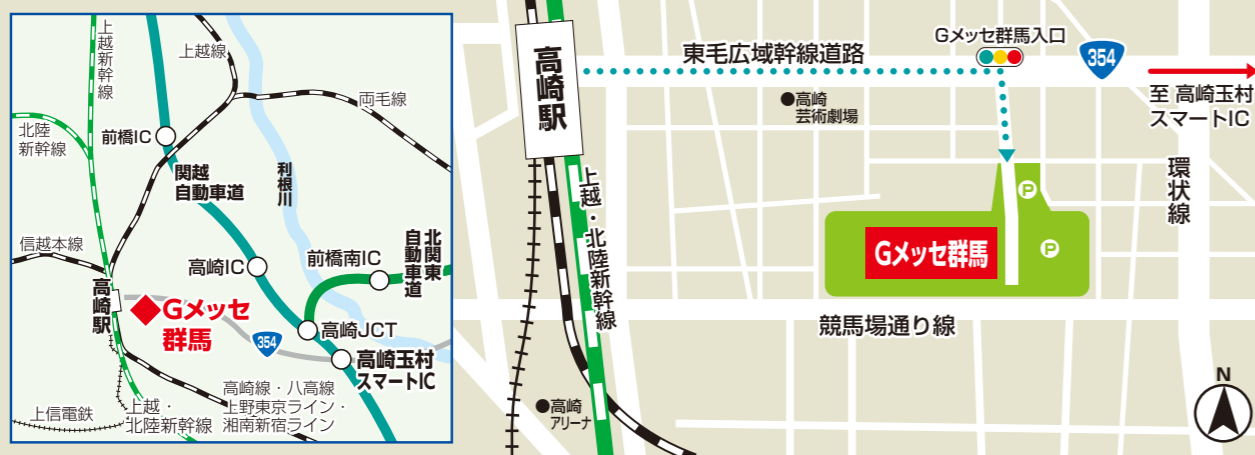 上越新幹線
上越線
両毛線
北陸
新幹線
前橋IC
関越
自動車道
利根川
信越本線
高崎IC
前橋南IC
北関東
自動車道
高崎駅
Gメッセ
群馬
354
高崎JCT
高崎玉村
スマートIC
高崎線・八高線
上野東京ライン・
湘南新宿ライン
上信電鉄
上越・
北陸新幹線
高崎駅
東毛広域幹線道路
Gメッセ群馬入口
354
至 高崎玉村
スマートIC
高崎
芸術劇場
環状線
P
P
Gメッセ群馬
上越・北陸新幹線
競馬場通り線
高崎
アリーナ
N